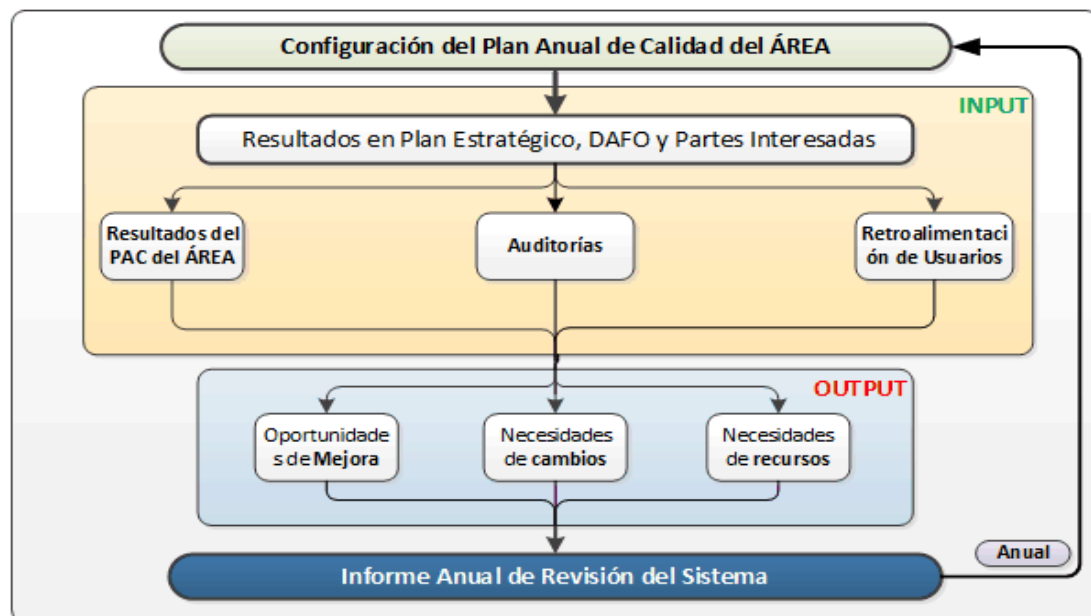 Configuración del Plan Anual de Calidad del ÁREA
INPUT
Resultados en Plan Estratégico, DAFO y Partes Interesadas
Resultados del
PAC del ÁREA
Auditorías
Retroalimentaci
ón de Usuarios
OUTPUT
Oportunidade
s de Mejora
Necesidades
de cambios
Necesidades
de recursos
Anual
Informe Anual de Revisión del Sistema